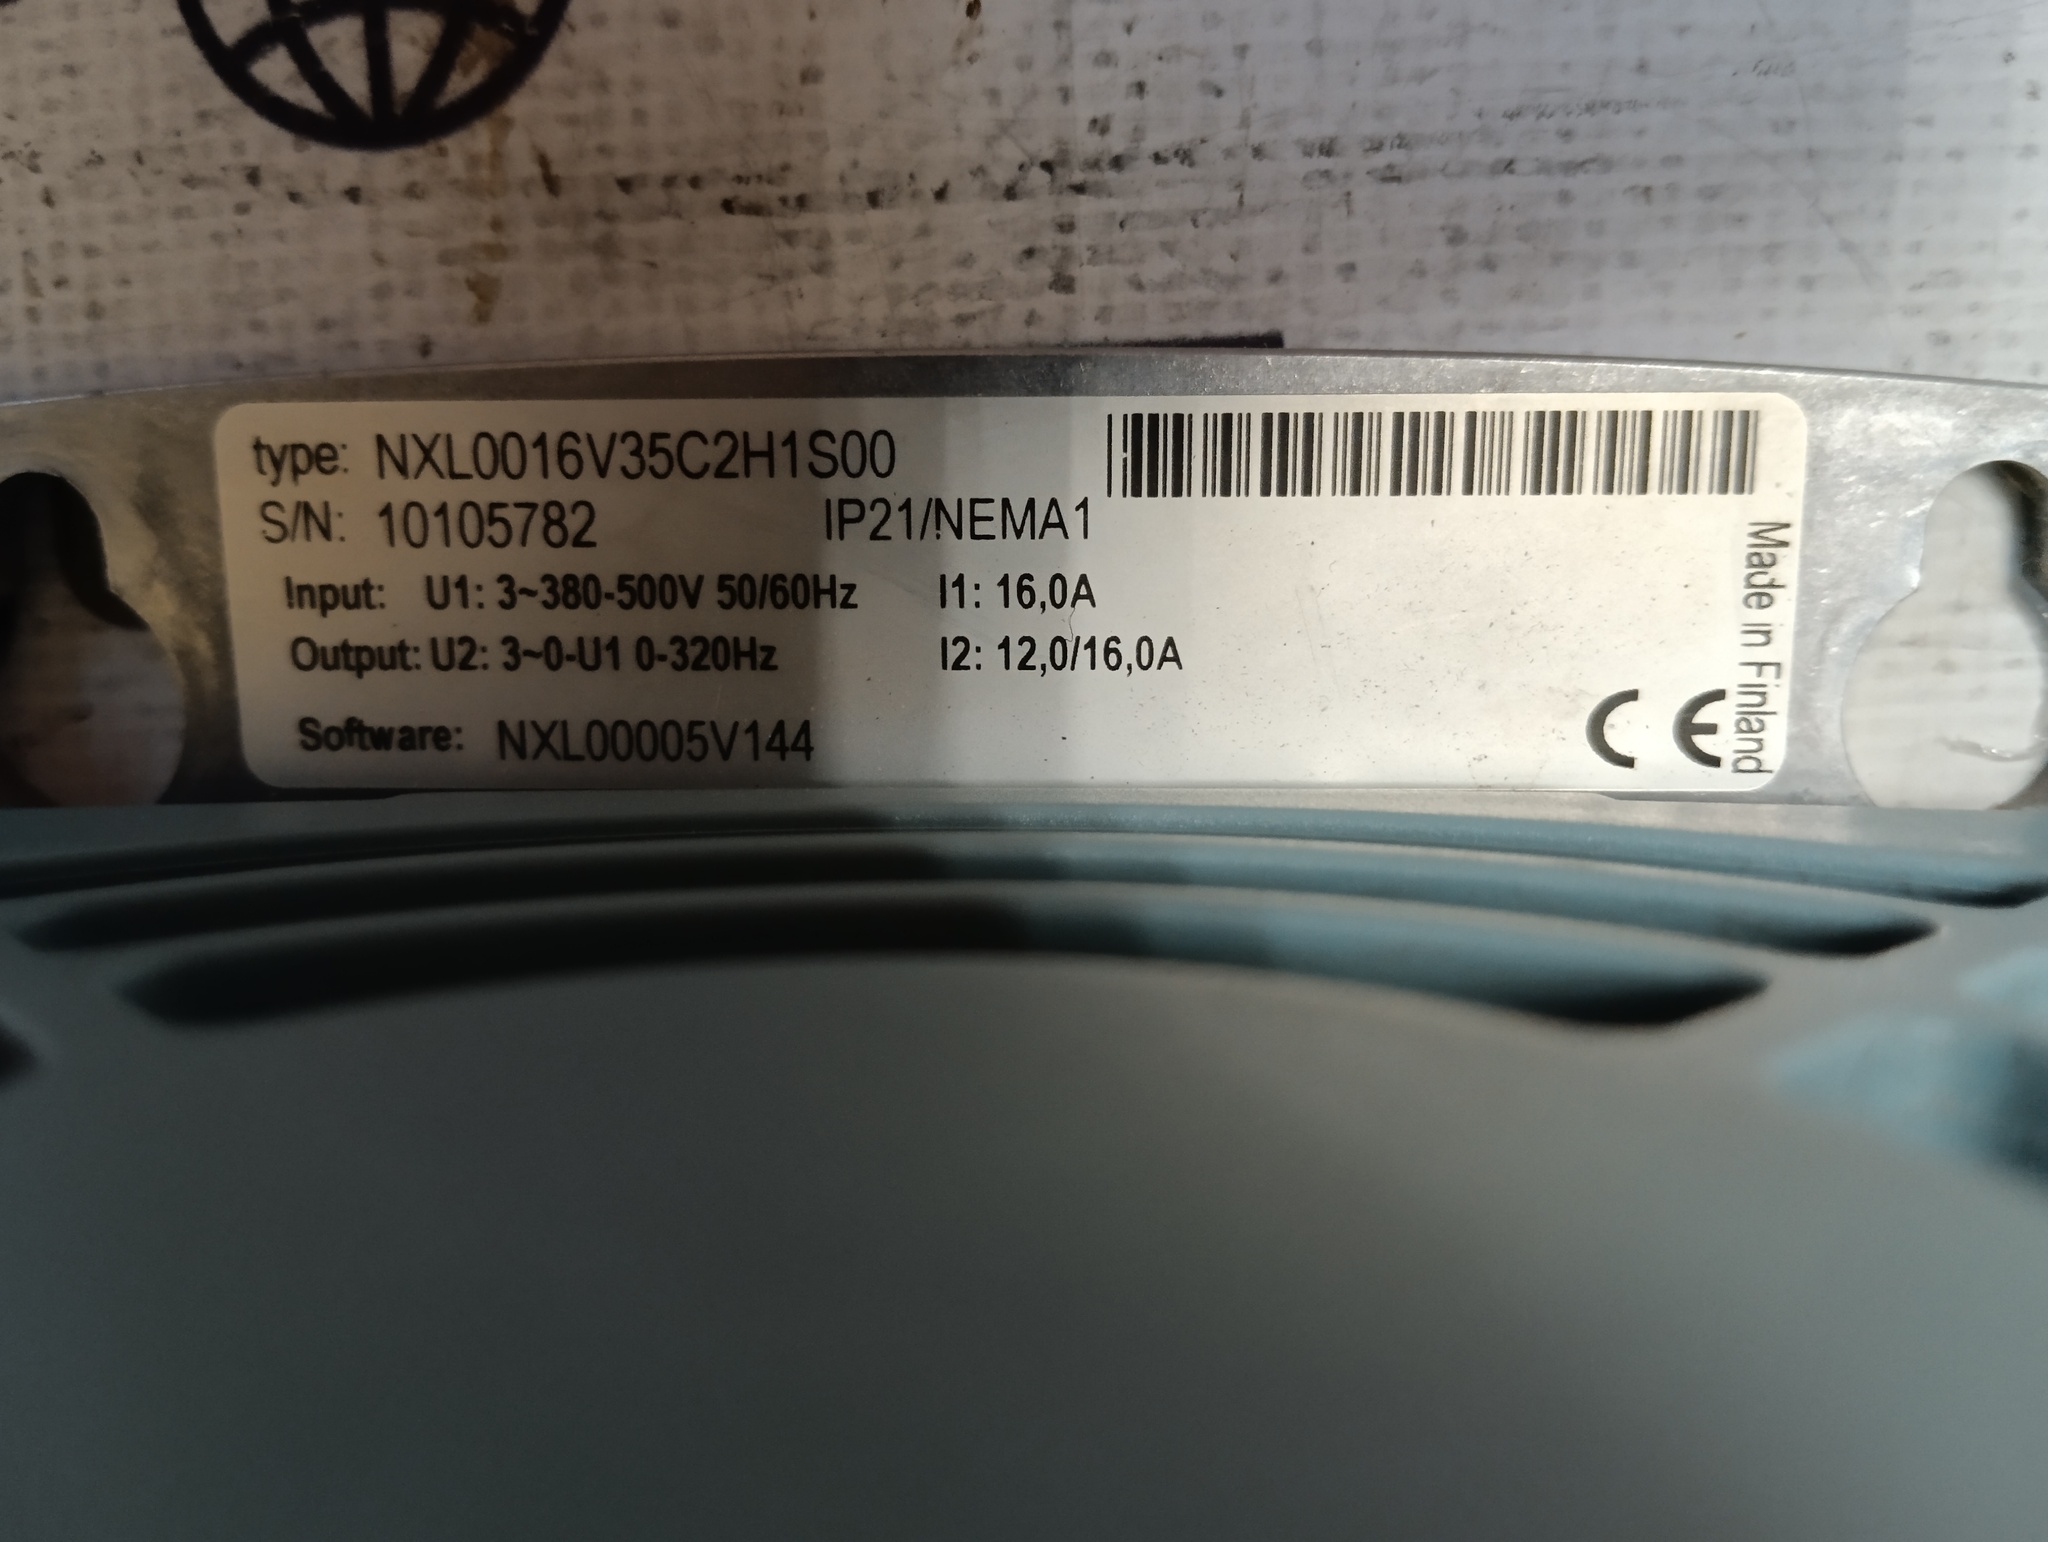 type: NXL0016V35C2H1S00
S/N: 10105782 IP21/NEMA1
Input: U1: 3~380-500V 50/60Hz I1: 16,0A
Output: U2: 3~0-U1 0-320Hz I2: 12,0/16,0A
Software: NXL00005V144
CE
Made in Finland